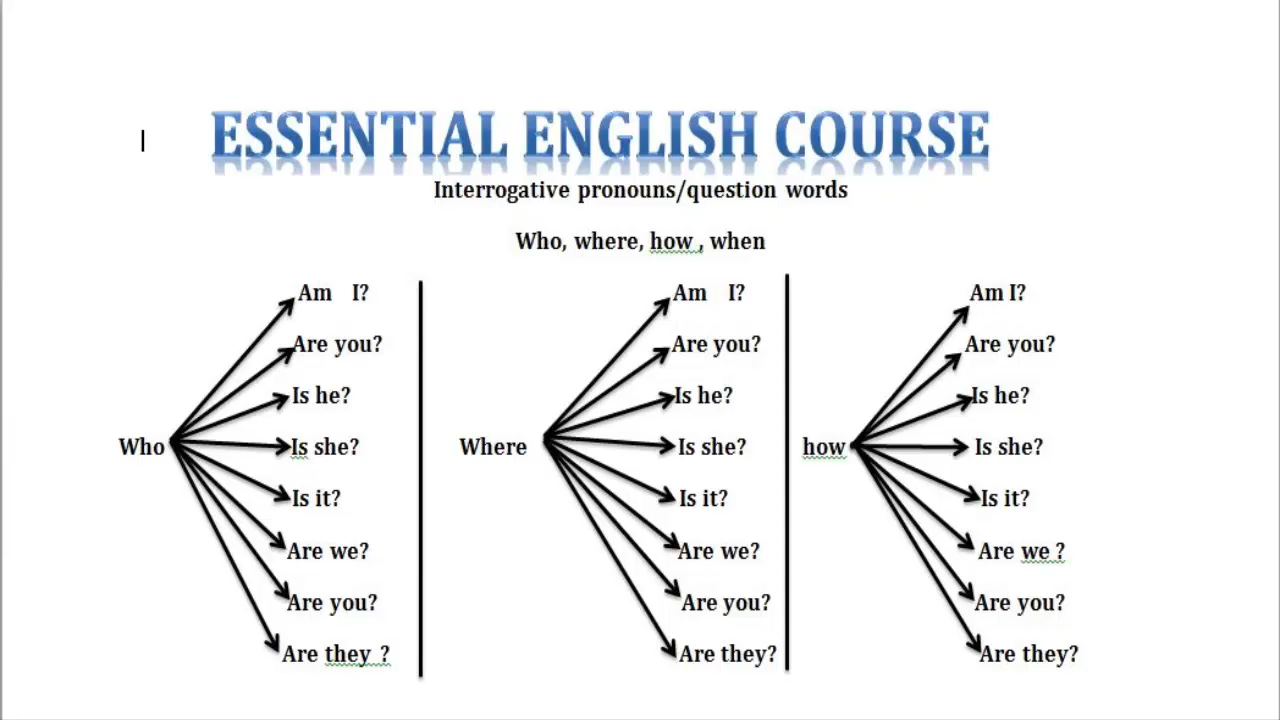 ESSENTIAL ENGLISH COURSE
Interrogative pronouns/question words
Who, where, how , when
Am I?
Are you?
Is he?
Who Is she?
Is it?
Are we?
Are you?
Are they ?
Am I?
Are you?
Is he?
Where Is she?
Is it?
Are we?
Are you?
Are they?
Am I?
Are you?
Is he?
how Is she?
Is it?
Are we ?
Are you?
Are they?